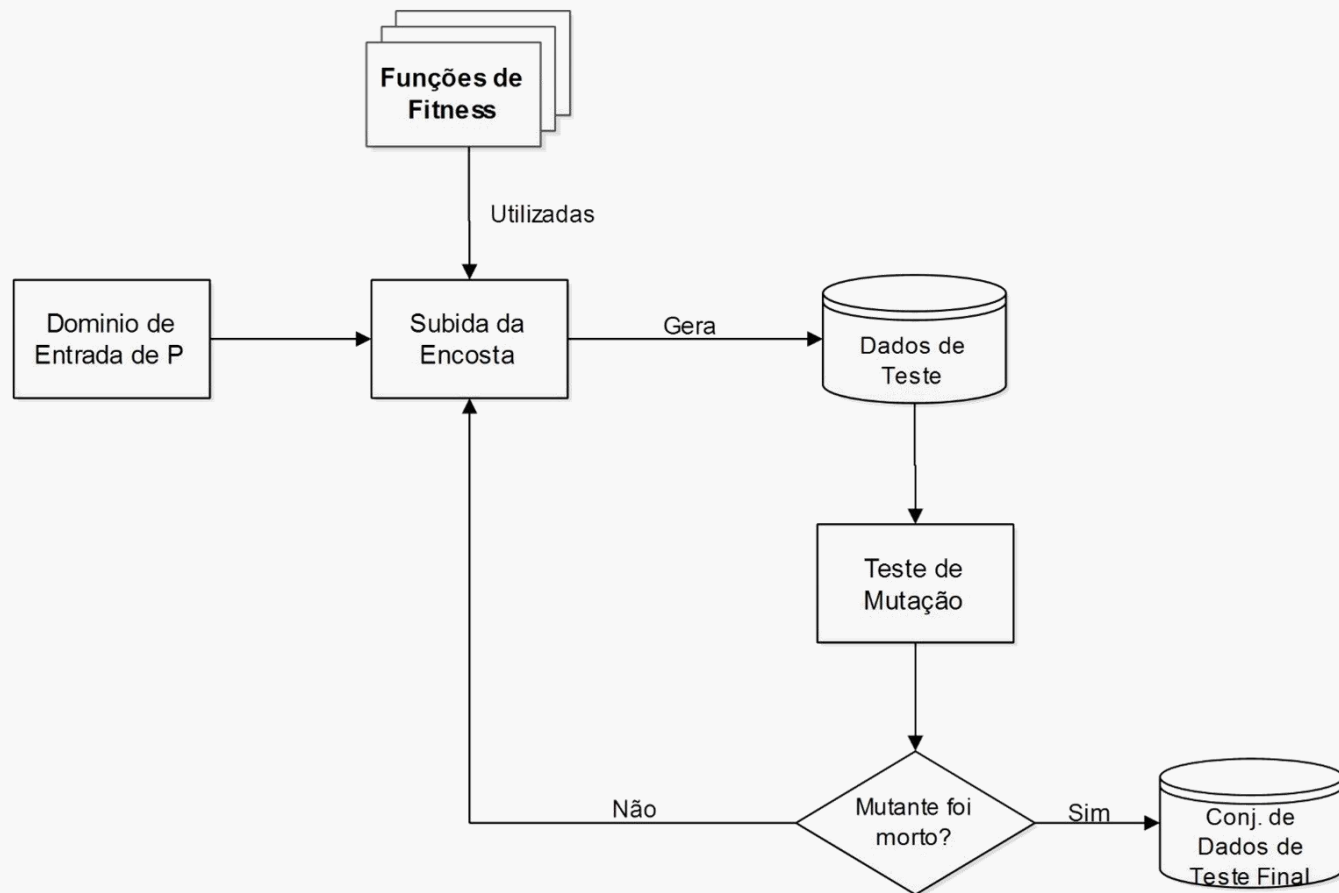 Funções de
Fitness
Utilizadas
Dominio de
Entrada de P
Subida da
Encosta
Gera
Dados de
Teste
Teste de
Mutação
Mutante foi
morto?
Não
Sim
Conj. de
Dados de
Teste Final